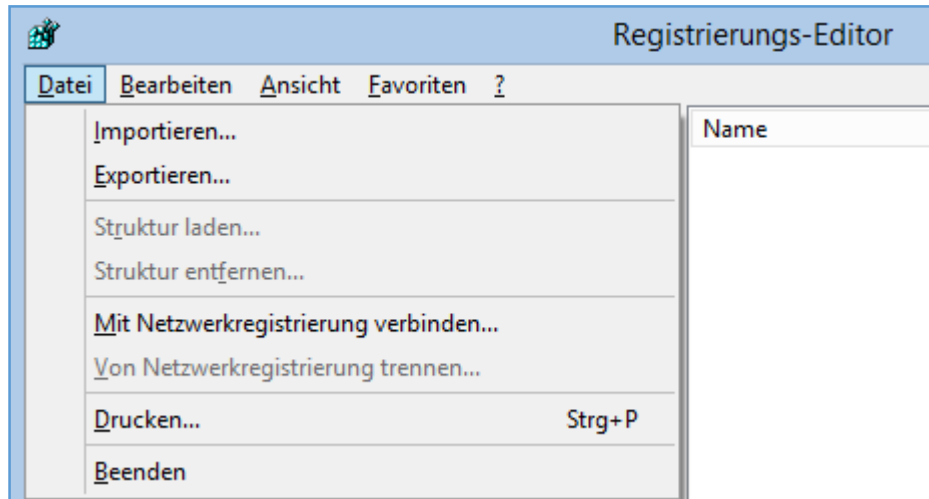 Registrierungs-Editor
Datei Bearbeiten Ansicht Favoriten ?
Importieren...
Name
Exportieren...
Struktur laden...
Struktur entfernen...
Mit Netzwerkregistrierung verbinden...
Von Netzwerkregistrierung trennen...
Drucken... Strg+P
Beenden